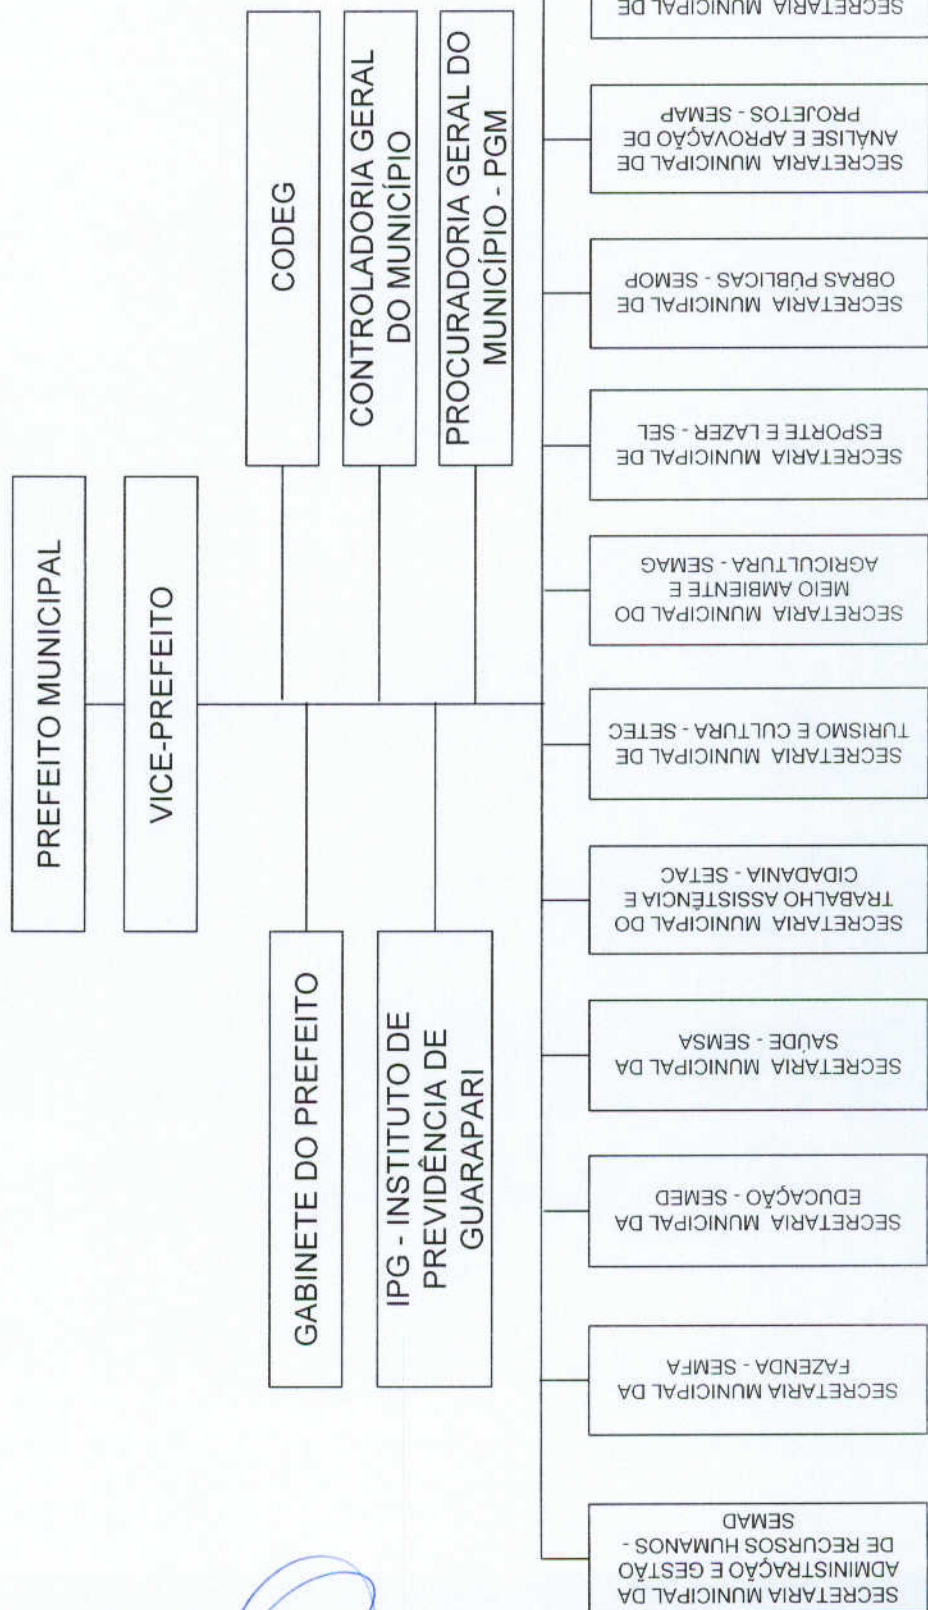 PREFEITO MUNICIPAL
VICE-PREFEITO
GABINETE DO PREFEITO
IPG - INSTITUTO DE
PREVIDÊNCIA DE
GUARAPARI
CODEG
CONTROLADORIA GERAL
DO MUNICÍPIO
PROCURADORIA GERAL DO
MUNICÍPIO - PGM
SECRETARIA MUNICIPAL DA
ADMINISTRAÇÃO E GESTÃO
DE RECURSOS HUMANOS -
SEMAD
SECRETARIA MUNICIPAL DA
FAZENDA - SEMFA
SECRETARIA MUNICIPAL DA
EDUCAÇÃO - SEMED
SECRETARIA MUNICIPAL DA
SAÚDE - SEMSA
SECRETARIA MUNICIPAL DO
TRABALHO ASSISTÊNCIA E
CIDADANIA - SETAC
SECRETARIA MUNICIPAL DE
TURISMO E CULTURA - SETEC
SECRETARIA MUNICIPAL DO
MEIO AMBIENTE E
AGRICULTURA - SEMAG
SECRETARIA MUNICIPAL DE
ESPORTE E LAZER - SEL
SECRETARIA MUNICIPAL DE
OBRAS PÚBLICAS - SEMOP
SECRETARIA MUNICIPAL DE
ANÁLISE E APROVAÇÃO DE
PROJETOS - SEMAP
SECRETARIA MUNICIPAL DE